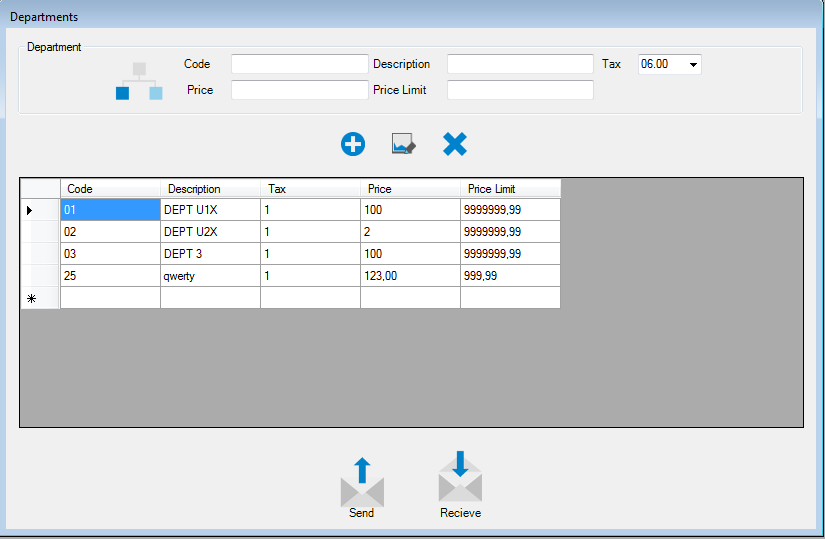 Departments
Department
Code Description Tax 06.00
Price Price Limit
Code Description Tax Price Price Limit
01 DEPT U1X 1 100 9999999,99
02 DEPT U2X 1 2 9999999,99
03 DEPT 3 1 100 9999999,99
25 qwerty 1 123,00 999,99
Send Recieve